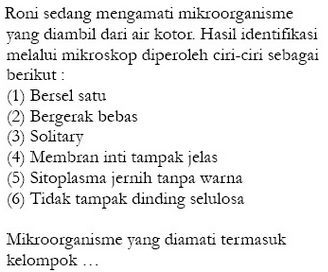 Roni sedang mengamati mikroorganisme
yang diambil dari air kotor. Hasil identifikasi
melalui mikroskop diperoleh ciri-ciri sebagai
berikut :
(1) Bersel satu
(2) Bergerak bebas
(3) Solitary
(4) Membran inti tampak jelas
(5) Sitoplasma jernih tanpa warna
(6) Tidak tampak dinding selulosa
Mikroorganisme yang diamati termasuk
kelompok ...